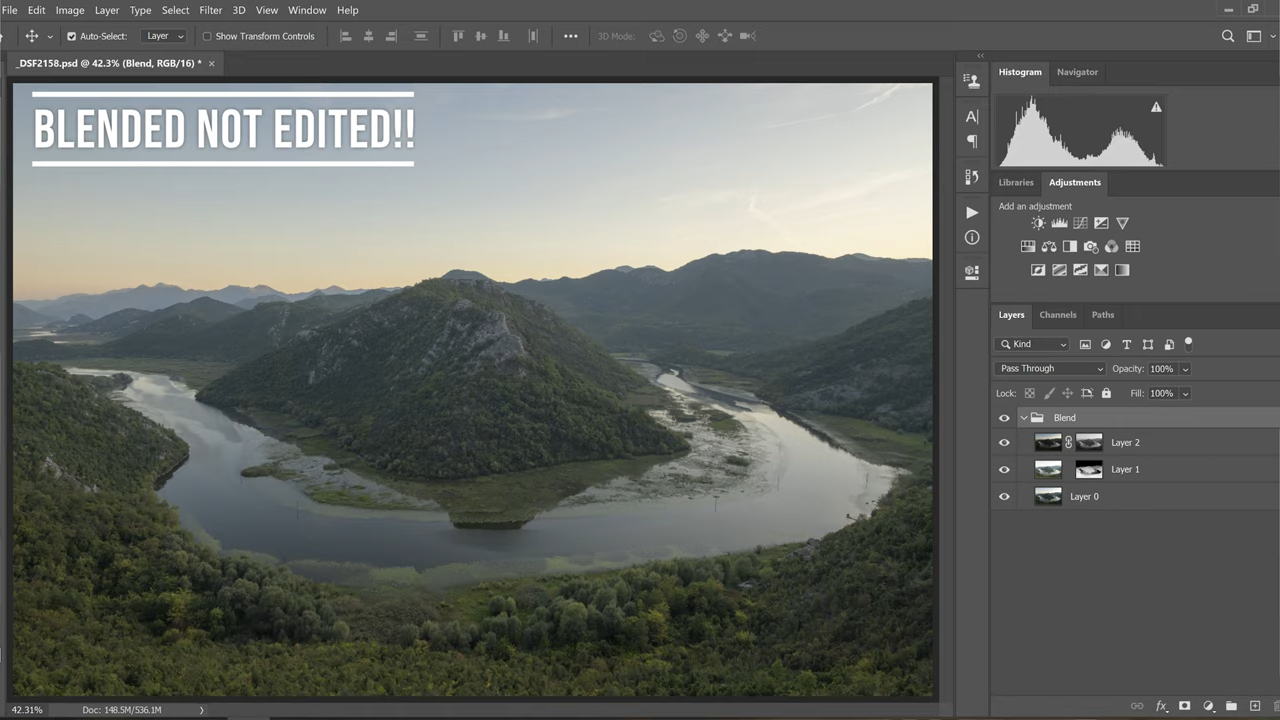 File Edit Image Layer Type Select Filter 3D View Window Help
Auto-Select: Layer Show Transform Controls 3D Mode:
_DSF2158.psd @ 42.3% (Blend, RGB/16) *
BLENDED NOT EDITED!!
Histogram Navigator
Libraries Adjustments
Add an adjustment
Layers Channels Paths
Kind
Pass Through Opacity: 100%
Lock: Fill: 100%
Blend
Layer 2
Layer 1
Layer 0
42.31% Doc: 148.5M/536.1M
fx